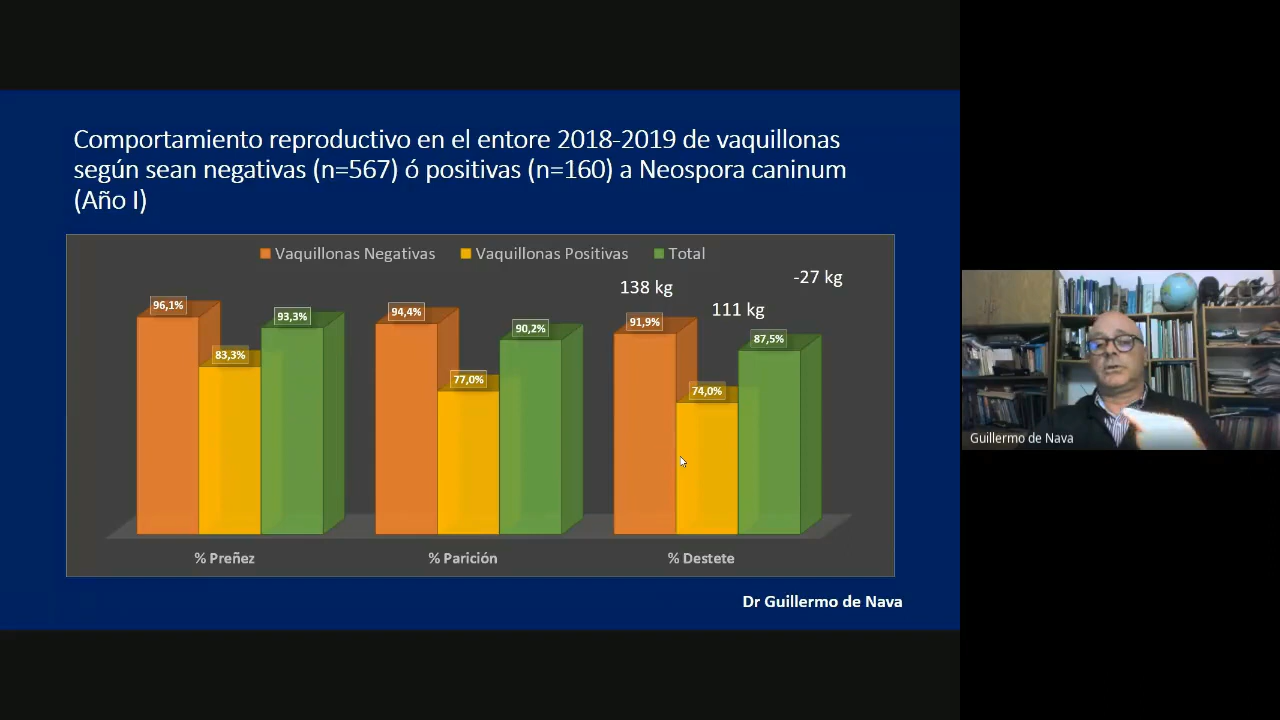 Comportamiento reproductivo en el entore 2018-2019 de vaquillonas
según sean negativas (n=567) ó positivas (n=160) a Neospora caninum
(Año I)
Vaquillonas Negativas Vaquillonas Positivas Total
-27 kg
138 kg
111 kg
96,1%
83,3%
93,3%
94,4%
77,0%
90,2%
91,9%
74,0%
87,5%
% Preñez
% Parición
% Destete
Dr Guillermo de Nava
Guillermo de Nava